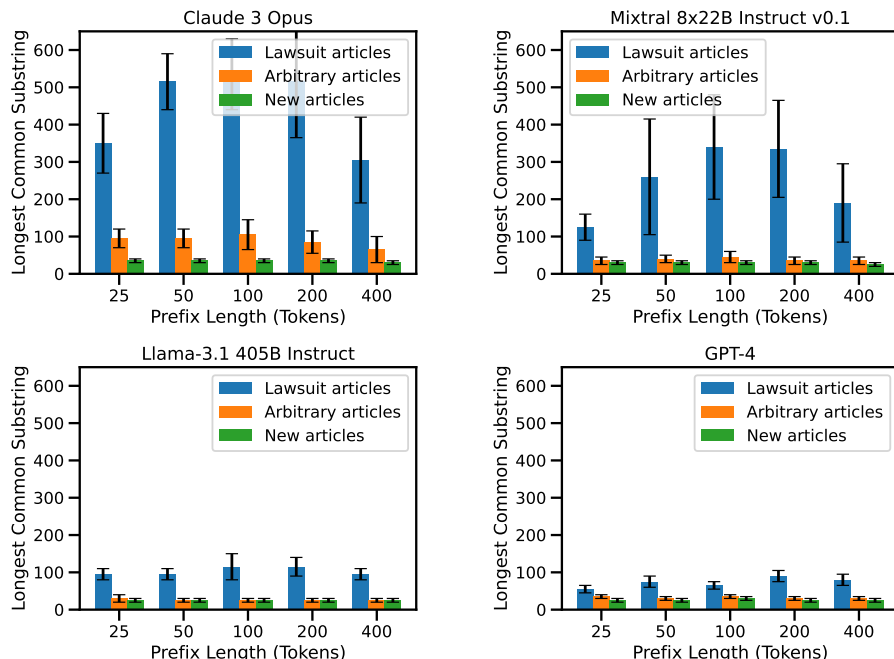 Claude 3 Opus
Longest Common Substring
600
500
400
300
200
100
0
Lawsuit articles
Arbitrary articles
New articles
25 50 100 200 400
Prefix Length (Tokens)
Mixtral 8x22B Instruct v0.1
Longest Common Substring
600
500
400
300
200
100
0
Lawsuit articles
Arbitrary articles
New articles
25 50 100 200 400
Prefix Length (Tokens)
Llama-3.1 405B Instruct
Longest Common Substring
600
500
400
300
200
100
0
Lawsuit articles
Arbitrary articles
New articles
25 50 100 200 400
Prefix Length (Tokens)
GPT-4
Longest Common Substring
600
500
400
300
200
100
0
Lawsuit articles
Arbitrary articles
New articles
25 50 100 200 400
Prefix Length (Tokens)